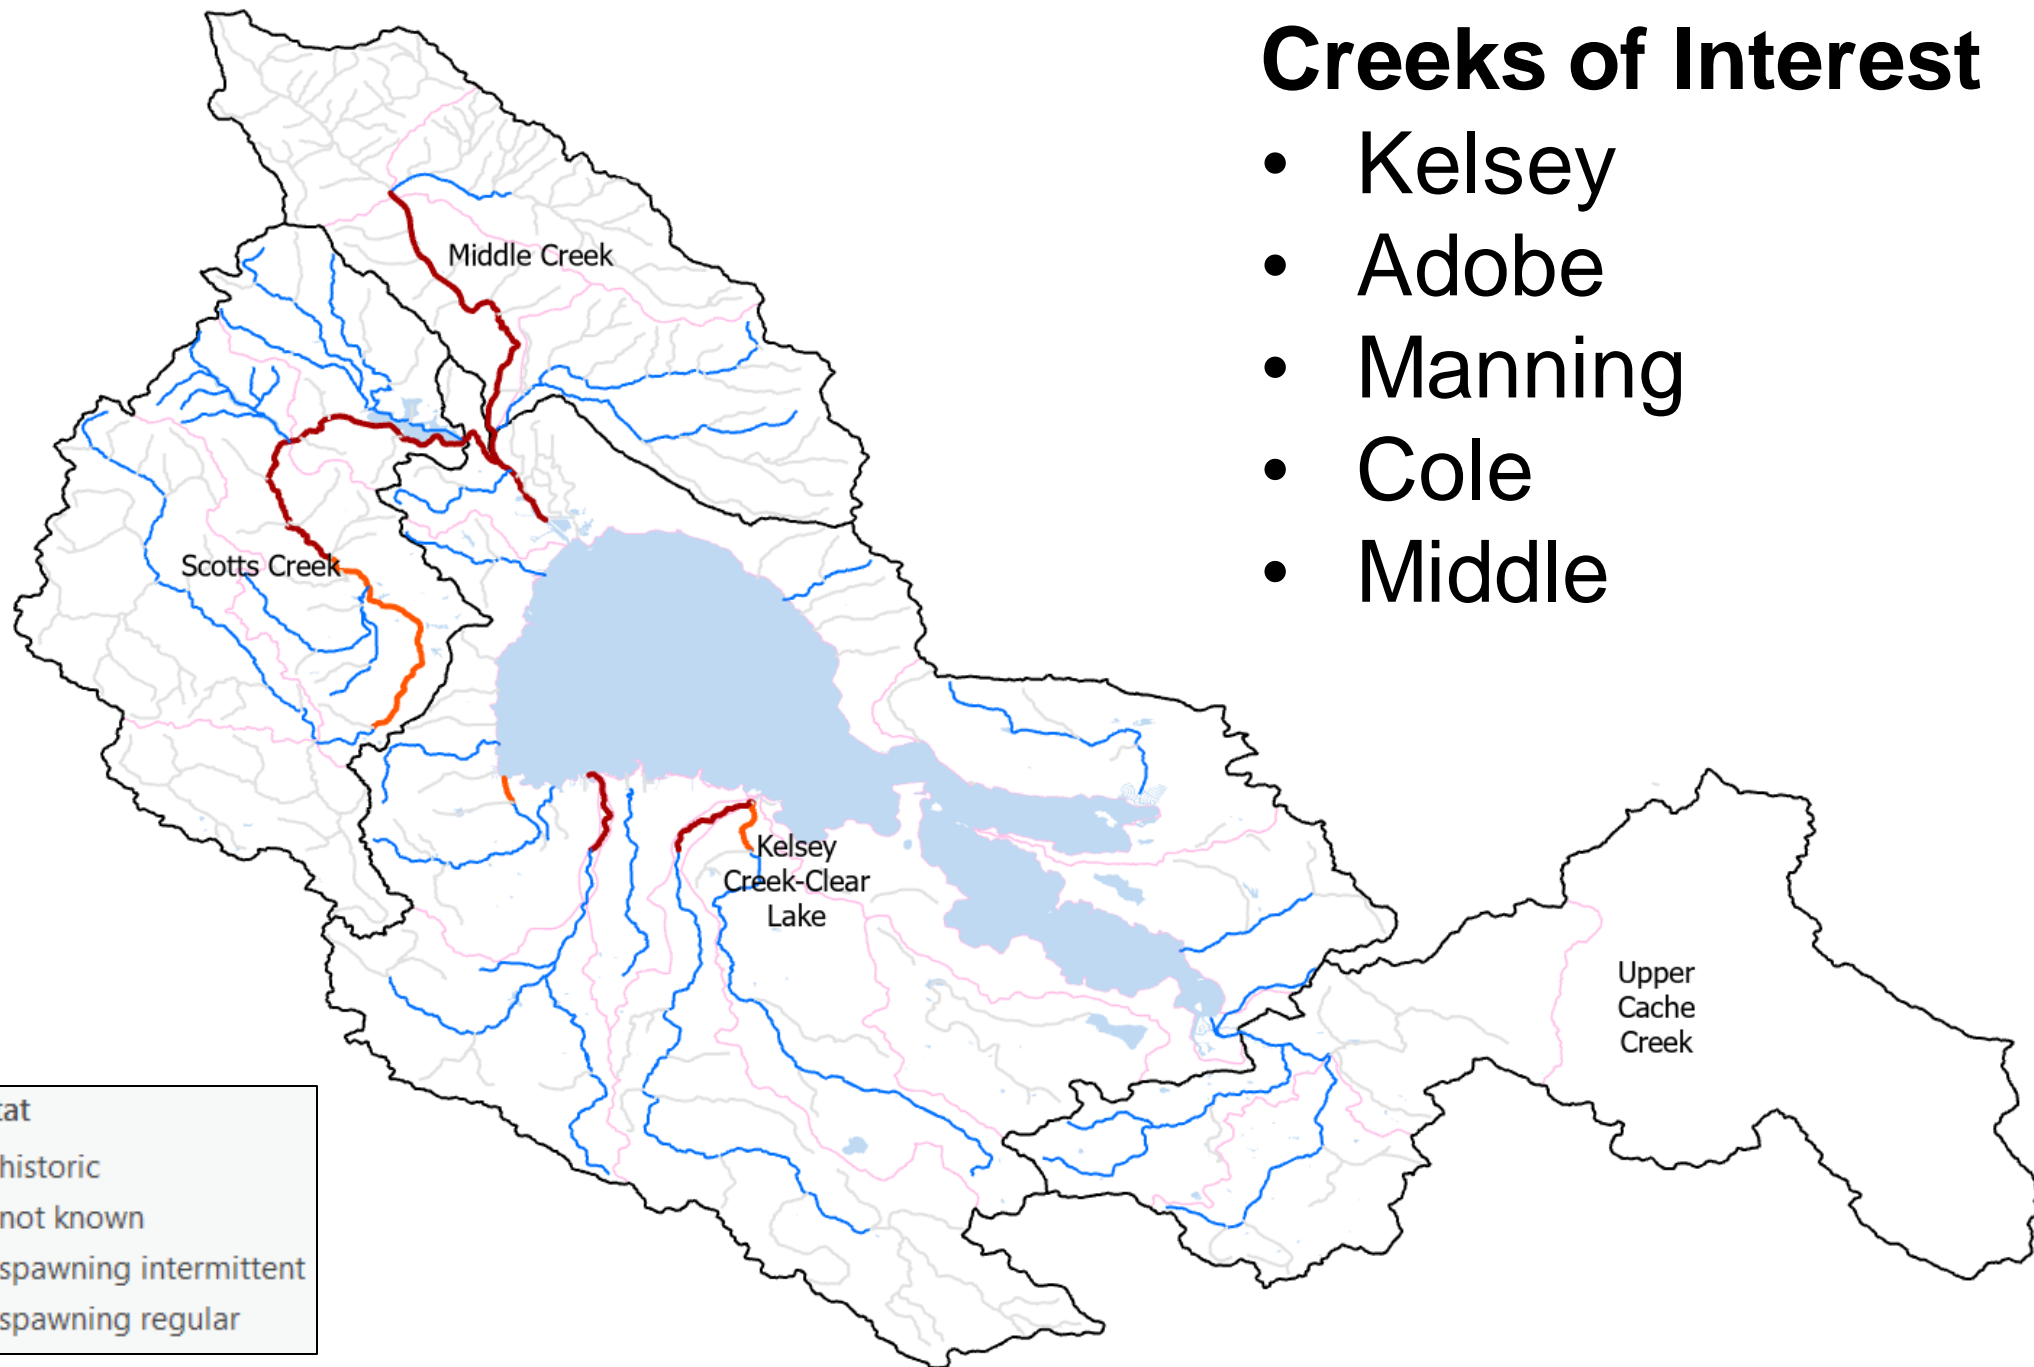 Creeks of Interest
• Kelsey
• Adobe
• Manning
• Cole
• Middle
Middle Creek
Scotts Creek
Kelsey
Creek-Clear
Lake
Upper
Cache
Creek
tat
historic
not known
spawning intermittent
spawning regular